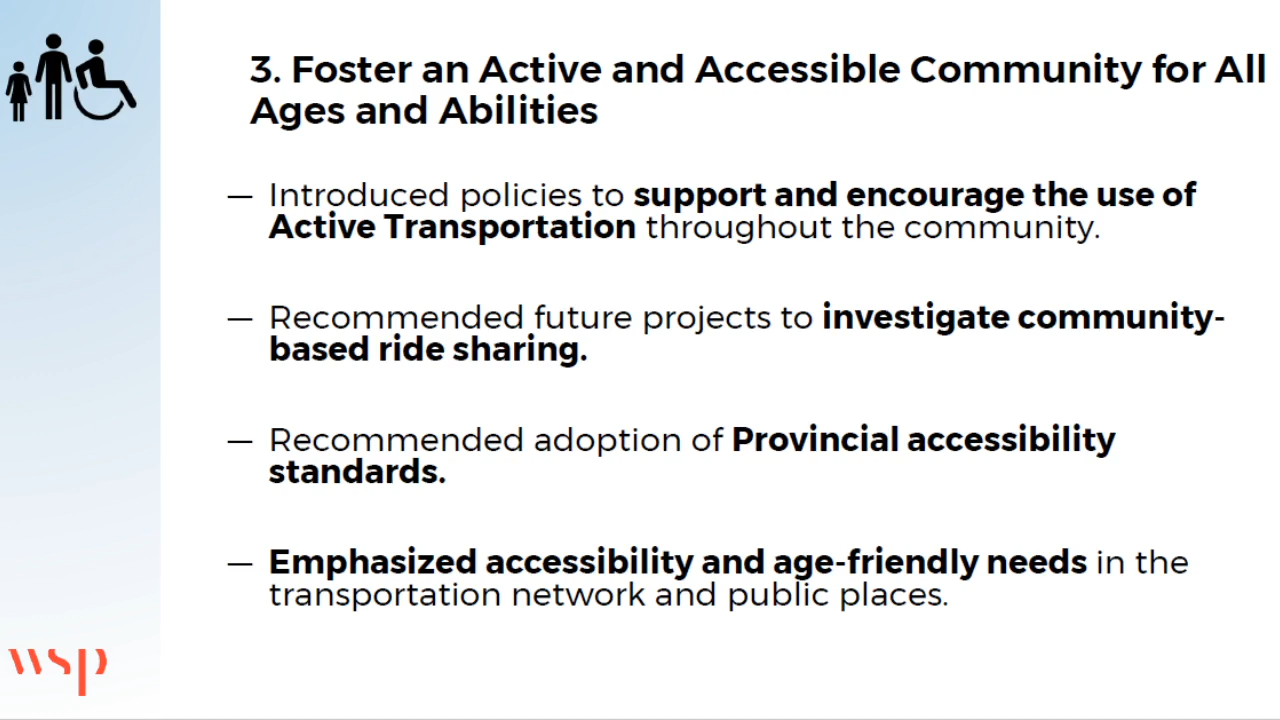 3. Foster an Active and Accessible Community for All
Ages and Abilities
— Introduced policies to support and encourage the use of
Active Transportation throughout the community.
— Recommended future projects to investigate community-
based ride sharing.
— Recommended adoption of Provincial accessibility
standards.
— Emphasized accessibility and age-friendly needs in the
transportation network and public places.
wsp